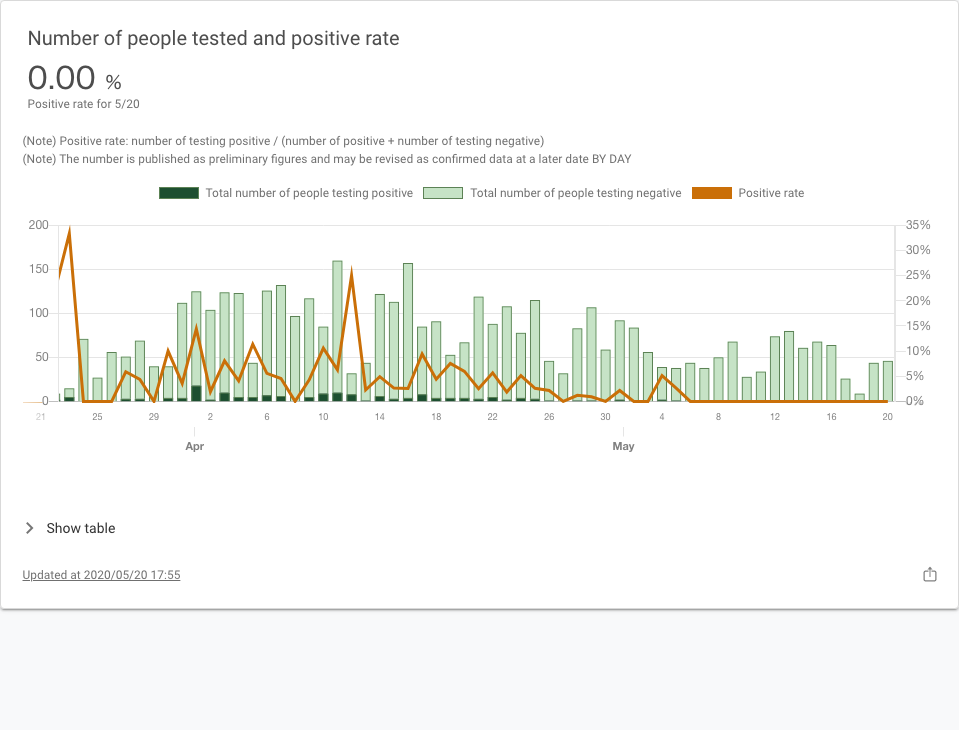 Number of people tested and positive rate
0.00 %
Positive rate for 5/20
(Note) Positive rate: number of testing positive / (number of positive + number of testing negative)
(Note) The number is published as preliminary figures and may be revised as confirmed data at a later date BY DAY
Total number of people testing positive Total number of people testing negative Positive rate
200 35%
30%
150 25%
20%
100 15%
50 10%
5%
0 0%
21 25 29 2 6 10 14 18 22 26 30 4 8 12 16 20
Apr May
Show table
Updated at 2020/05/20 17:55